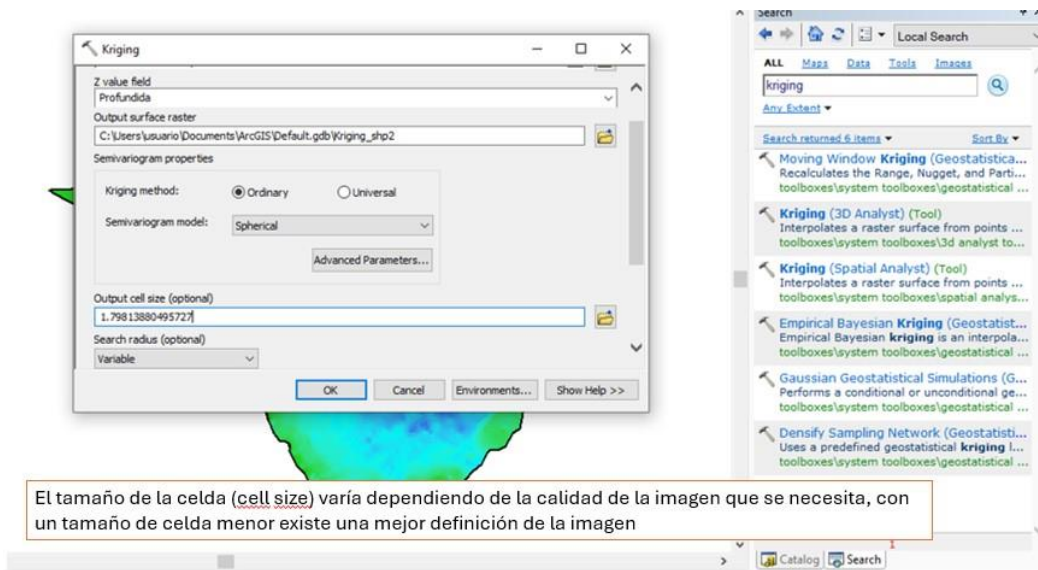 Kriging
Z value field
Profundida
Output surface raster
C:\Users\usuario\Documents\ArcGIS\Default.gdb\Kriging_shp2
Semivariogram properties
Kriging method:
Ordinary
Universal
Semivariogram model:
Spherical
Advanced Parameters...
Output cell size (optional)
1.79813880495727
Search radius (optional)
Variable
OK
Cancel
Environments...
Show Help >>
El tamaño de la celda (cell size) varía dependiendo de la calidad de la imagen que se necesita, con
un tamaño de celda menor existe una mejor definición de la imagen
Search
Local Search
ALL Maps Data Tools Images
kriging
Any Extent
Search returned 6 items
Sort By
Moving Window Kriging (Geostatistica...
Recalculates the Range, Nugget, and Parti...
toolboxes\system toolboxes\geostatistical ...
Kriging (3D Analyst) (Tool)
Interpolates a raster surface from points ...
toolboxes\system toolboxes\3d analyst to...
Kriging (Spatial Analyst) (Tool)
Interpolates a raster surface from points ...
toolboxes\system toolboxes\spatial analys...
Empirical Bayesian Kriging (Geostatist...
Empirical Bayesian kriging is an interpola...
toolboxes\system toolboxes\geostatistical ...
Gaussian Geostatistical Simulations (G...
Performs a conditional or unconditional ge...
toolboxes\system toolboxes\geostatistical ...
Densify Sampling Network (Geostatisti...
Uses a predefined geostatistical kriging l...
toolboxes\system toolboxes\geostatistical ...
1
Catalog
Search